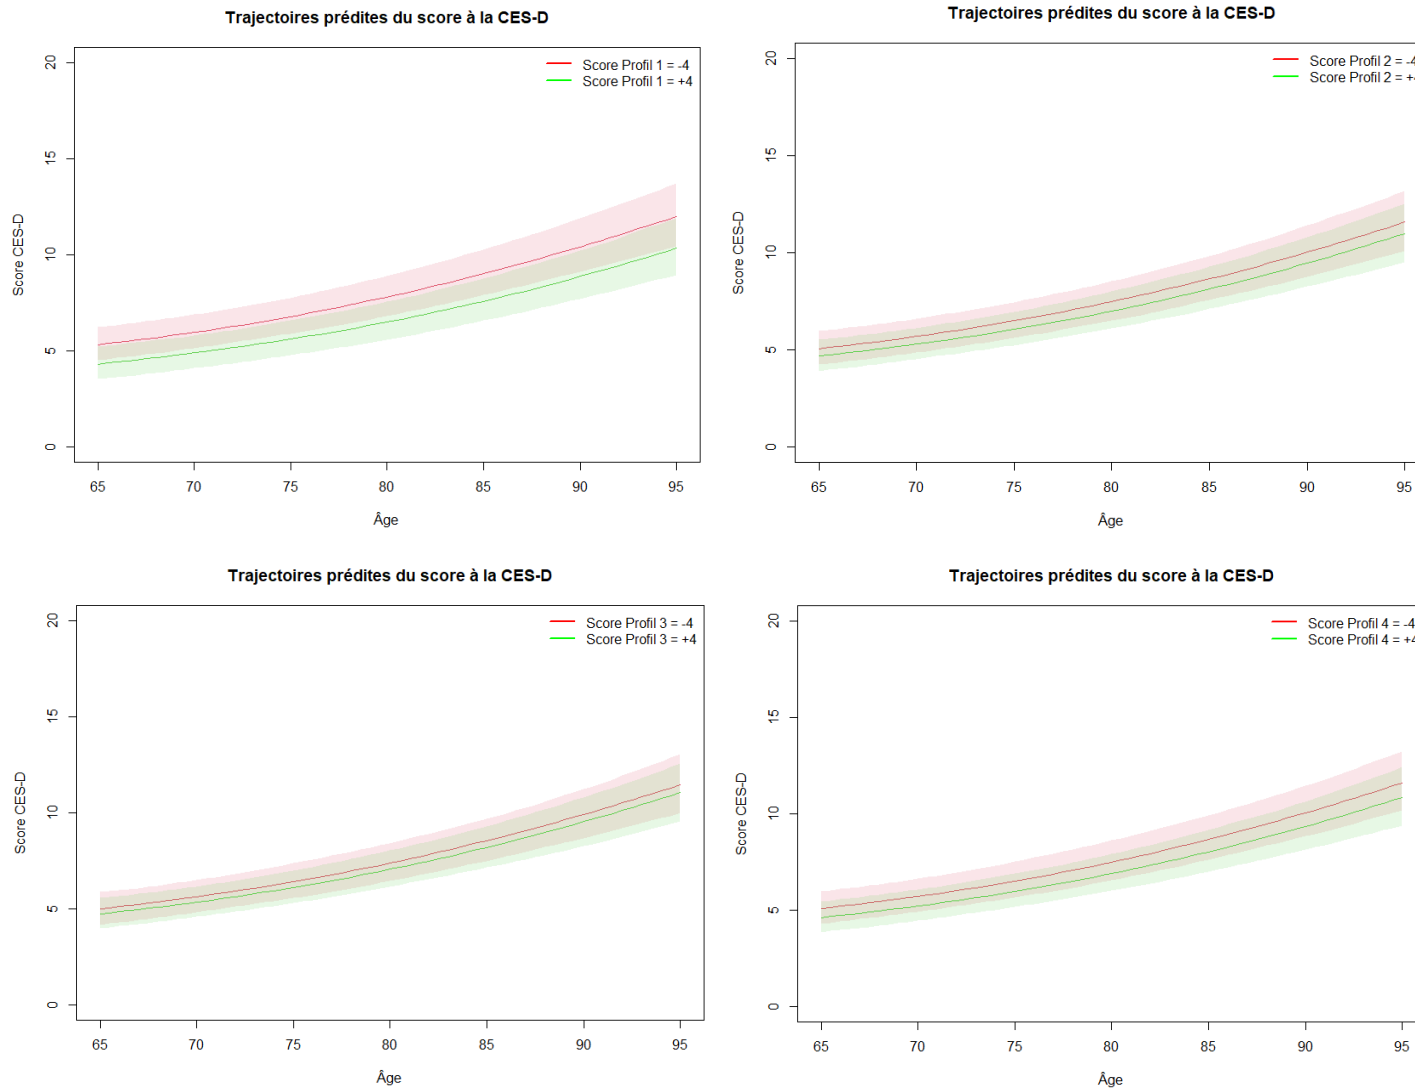 Trajectoires prédites du score à la CES-D
Score Profil 1 = -4
Score Profil 1 = +4
20
15
10
5
0
Score CES-D
65 70 75 80 85 90 95
Âge
Trajectoires prédites du score à la CES-D
Score Profil 2 = -4
Score Profil 2 = +4
20
15
10
5
0
Score CES-D
65 70 75 80 85 90 95
Âge
Trajectoires prédites du score à la CES-D
Score Profil 3 = -4
Score Profil 3 = +4
20
15
10
5
0
Score CES-D
65 70 75 80 85 90 95
Âge
Trajectoires prédites du score à la CES-D
Score Profil 4 = -4
Score Profil 4 = +4
20
15
10
5
0
Score CES-D
65 70 75 80 85 90 95
Âge